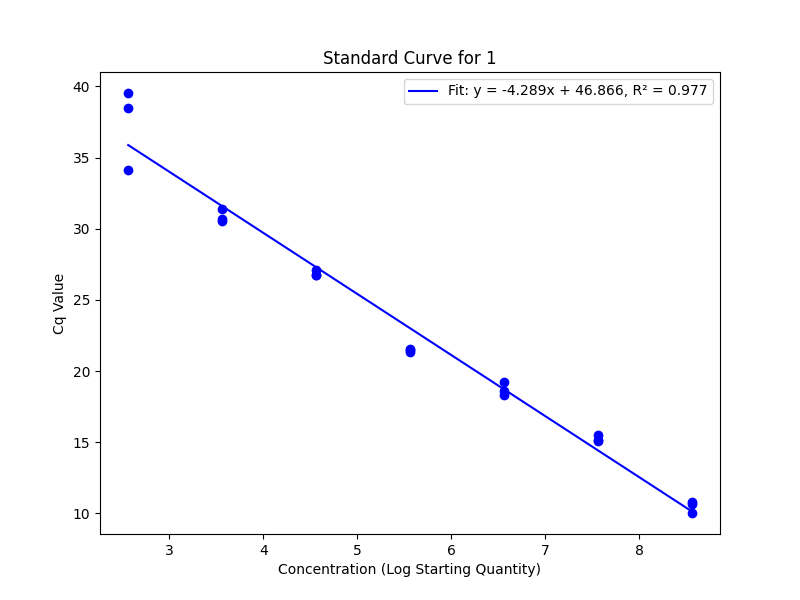 Standard Curve for 1
Fit: y = -4.289x + 46.866, R² = 0.977
40
35
30
25
20
15
10
Cq Value
3 4 5 6 7 8
Concentration (Log Starting Quantity)